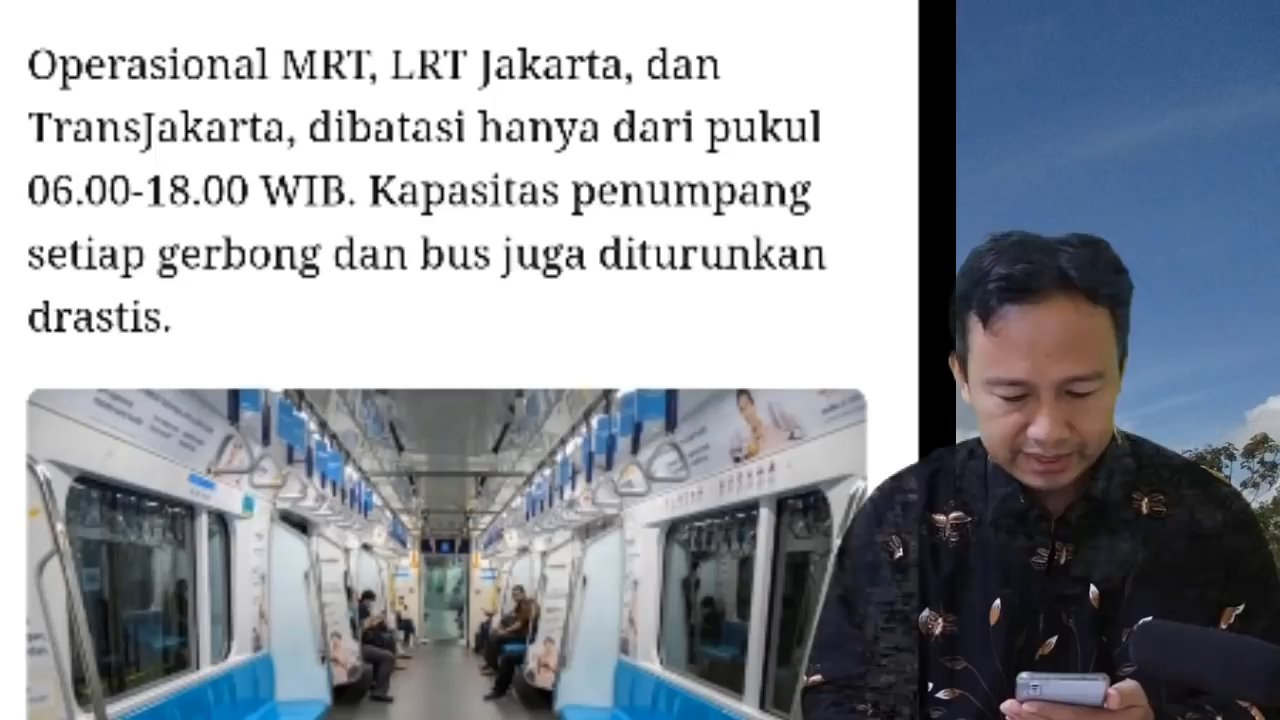 Operasional MRT, LRT Jakarta, dan
TransJakarta, dibatasi hanya dari pukul
06.00-18.00 WIB. Kapasitas penumpang
setiap gerbong dan bus juga diturunkan
drastis.